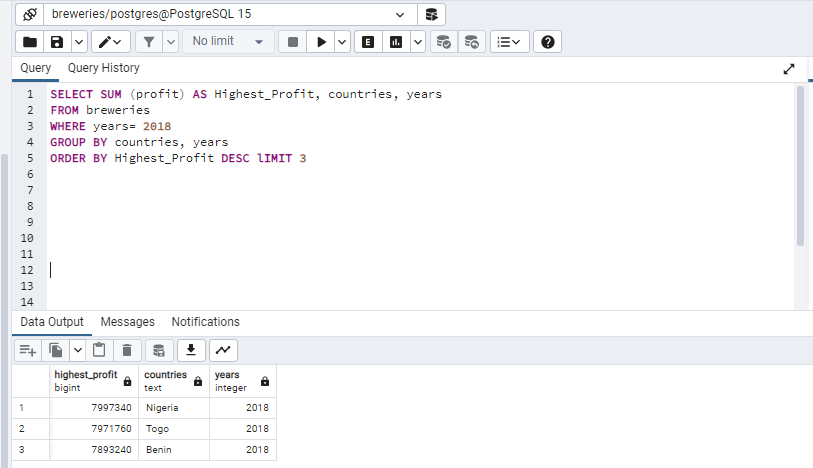 breweries/postgres@PostgreSQL 15
No limit
E
Query Query History
1 SELECT SUM (profit) AS Highest_Profit, countries, years
2 FROM breweries
3 WHERE years= 2018
4 GROUP BY countries, years
5 ORDER BY Highest_Profit DESC lIMIT 3
6
7
8
9
10
11
12
13
14
Data Output Messages Notifications
highest_profit countries years
bigint text integer
1 7997340 Nigeria 2018
2 7971760 Togo 2018
3 7893240 Benin 2018